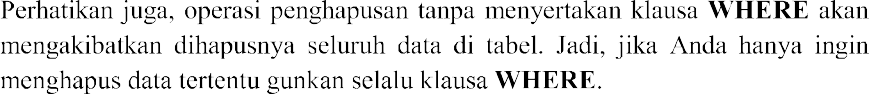 Perhatikan juga, operasi penghapusan tanpa menyertakan klausa WHERE akan
mengakibatkan dihapusnya seluruh data di tabel. Jadi, jika Anda hanya ingin
menghapus data tertentu gunkan selalu klausa WHERE.